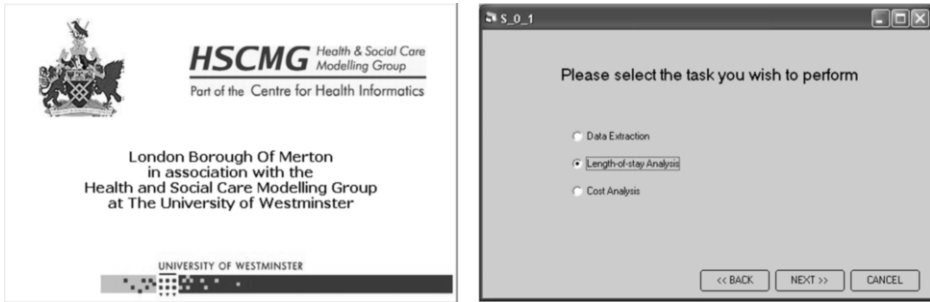 HSCMG Health & Social Care
Modelling Group
Part of the Centre for Health Informatics
London Borough Of Merton
in association with the
Health and Social Care Modelling Group
at The University of Westminster
UNIVERSITY OF WESTMINSTER
S_0_1
Please select the task you wish to perform
Data Extraction
Length-of-stay Analysis
Cost Analysis
<< BACK
NEXT >>
CANCEL